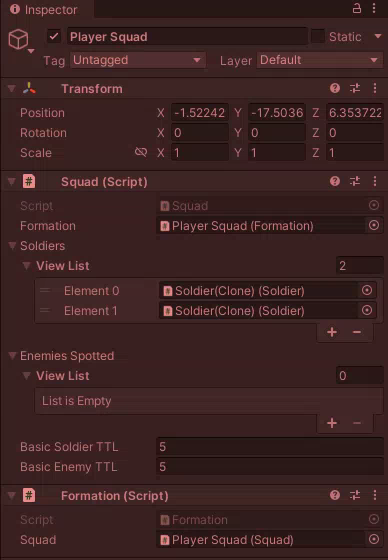 Inspector
Player Squad Static
Tag Untagged Layer Default
Transform
Position X -1.52242 Y -17.5036 Z 6.353722
Rotation X 0 Y 0 Z 0
Scale X 1 Y 1 Z 1
# Squad (Script)
Script Squad
Formation Player Squad (Formation)
Soldiers
View List 2
Element 0 Soldier(Clone) (Soldier)
Element 1 Soldier(Clone) (Soldier)
+ −
Enemies Spotted
View List 0
List is Empty
+ −
Basic Soldier TTL 5
Basic Enemy TTL 5
# Formation (Script)
Script Formation
Squad Player Squad (Squad)